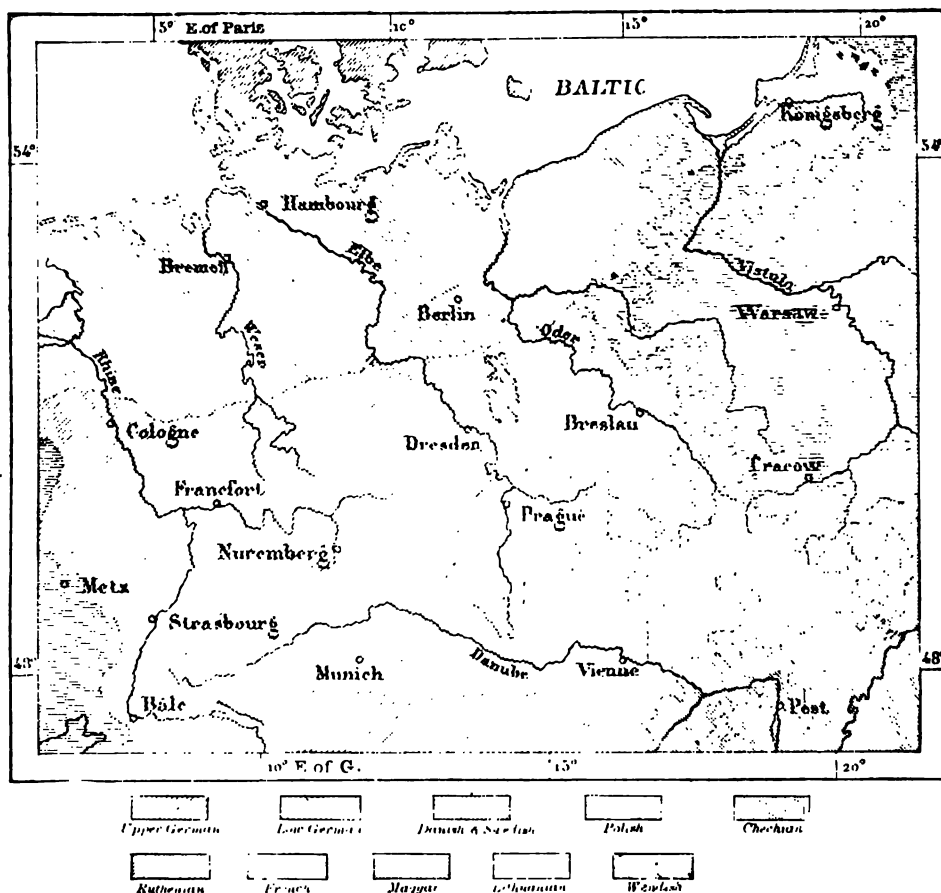 5° E. of Paris 10° 15° 20°
BALTIC
Königsberg
54° 54°
Hambourg
Elbe
Bremen
Vistula
Berlin
Warsaw
Weser
Oder
Rhine
Cologne
Breslau
Dresden
Cracow
Francfort
Prague
Nuremberg
Metz
Strasbourg
48° 48°
Munich
Danube
Vienne
Bâle
Pest
10° E of G. 15° 20°
Upper German Low German Danish & Swedish Polish Chechian
Ruthenian French Magyar Lithuanian Wendish